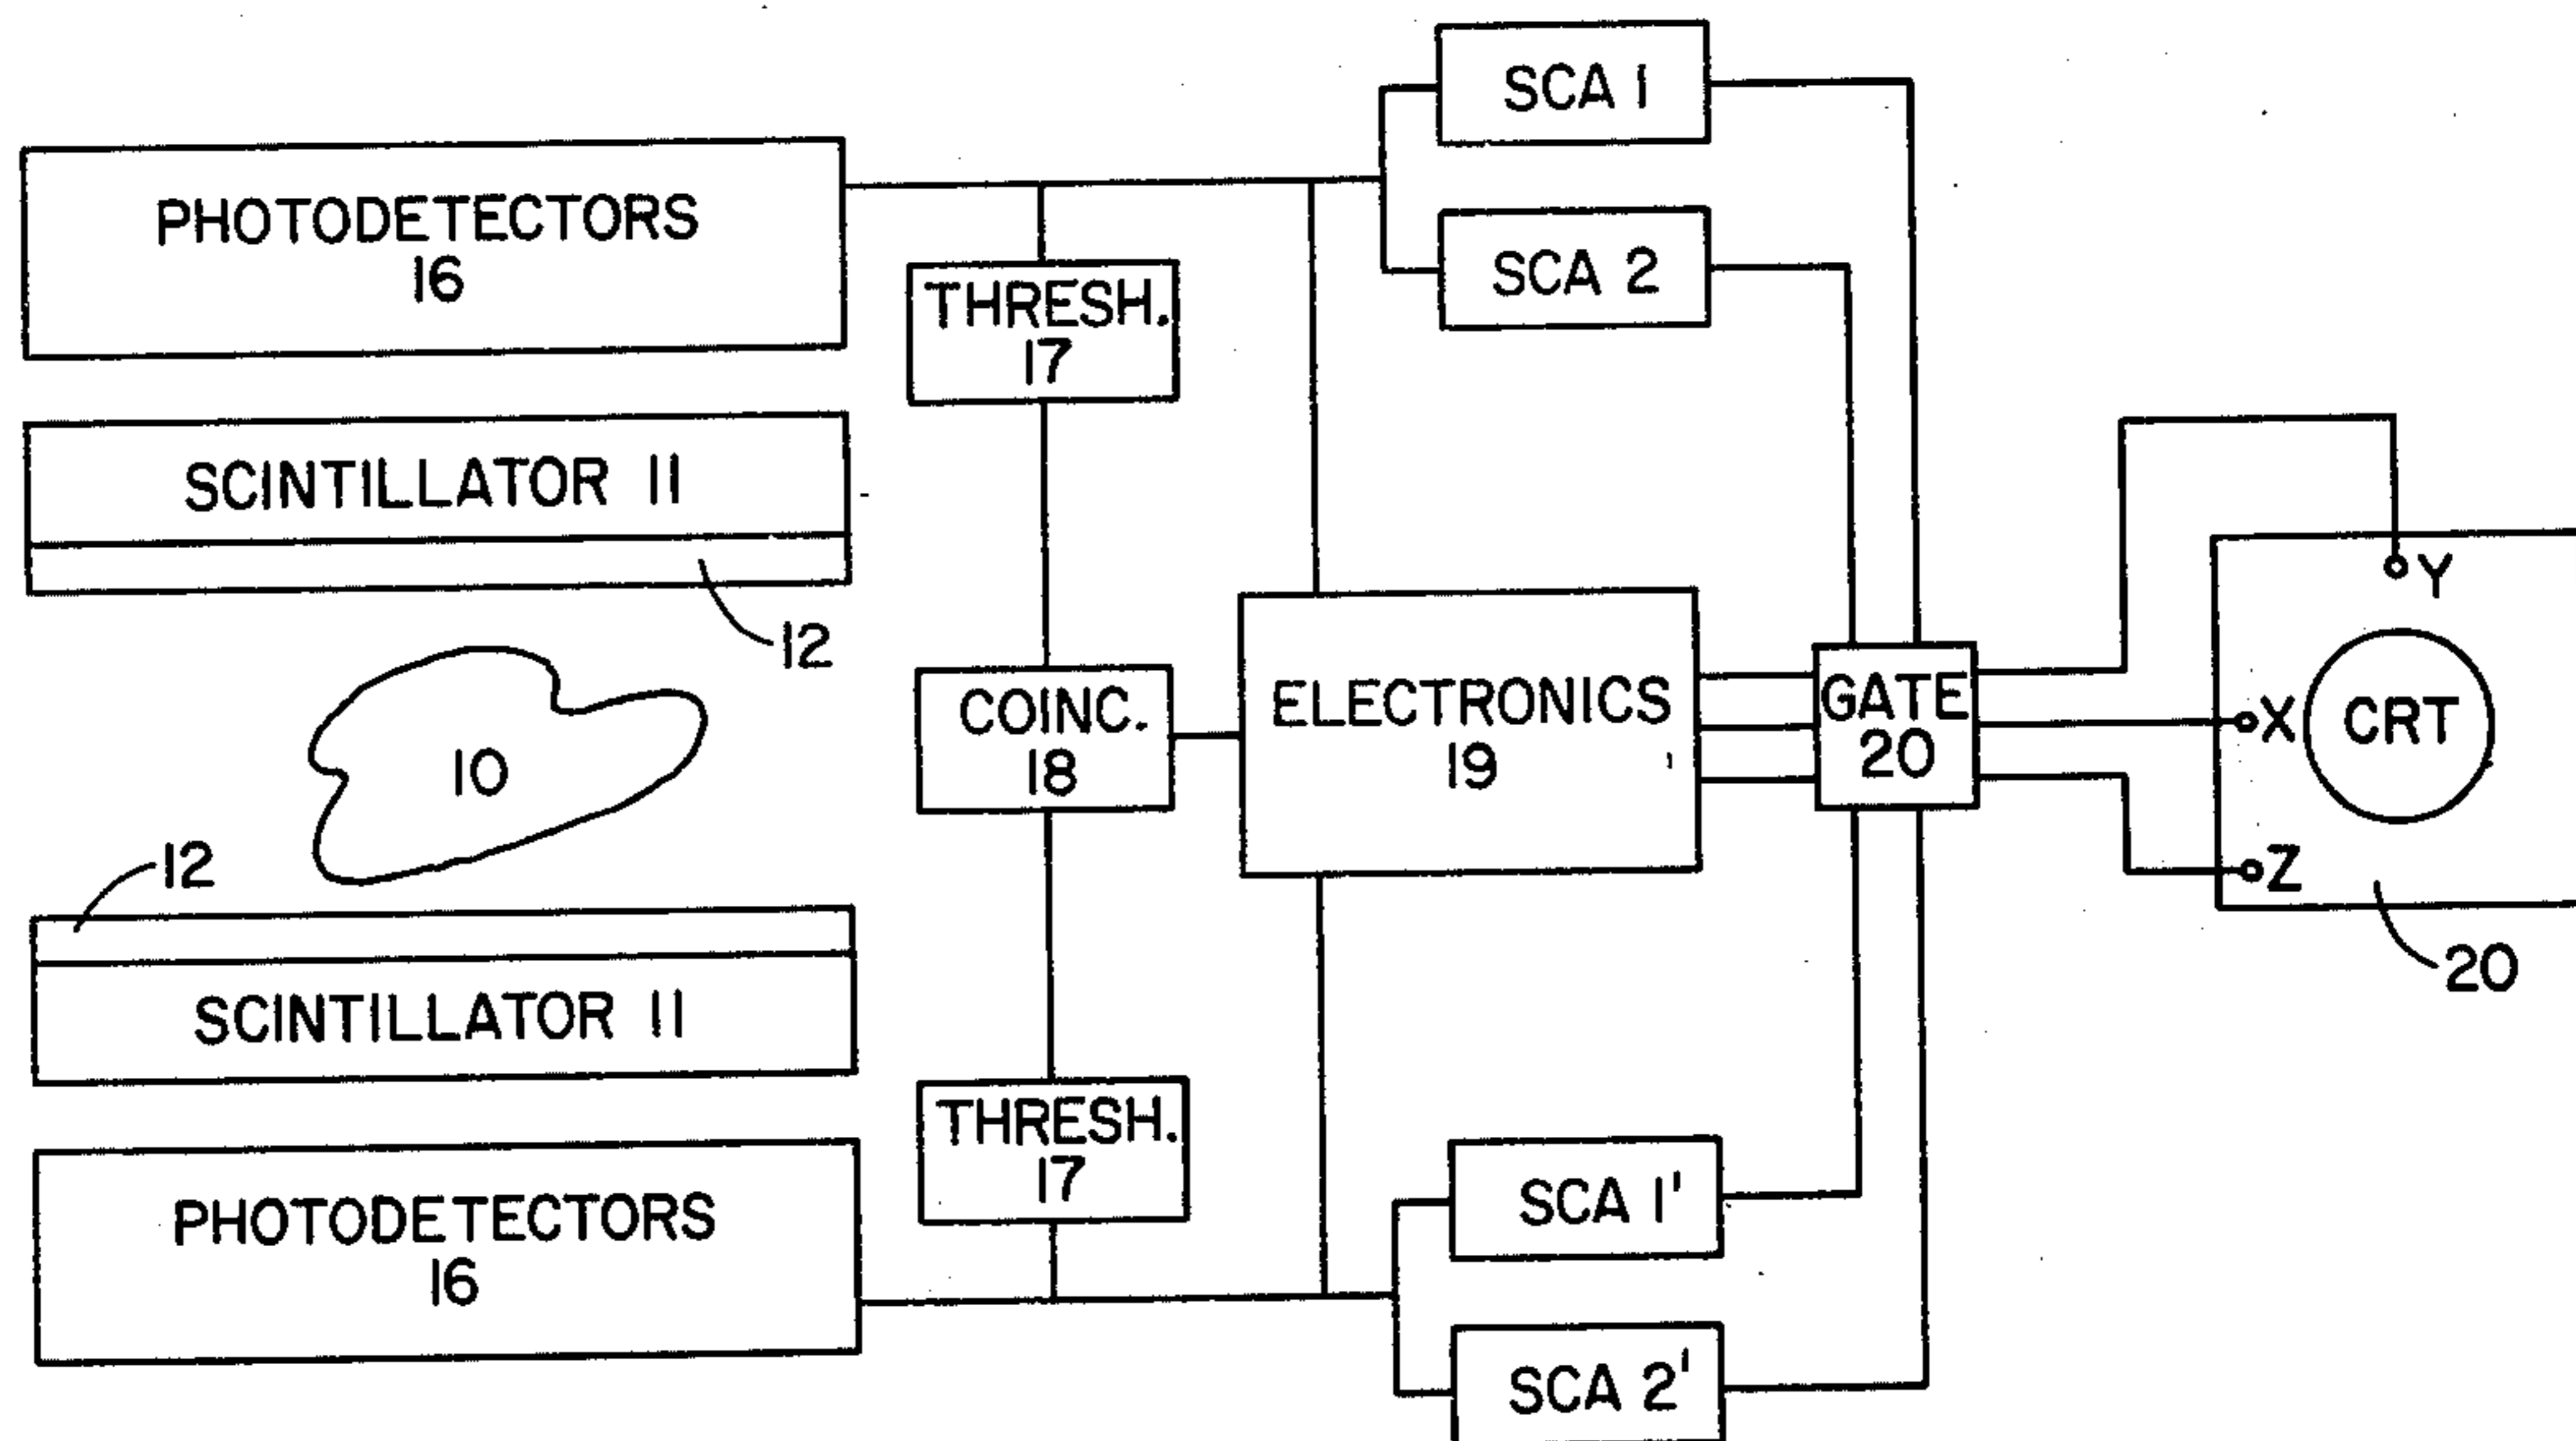 PHOTODETECTORS
16
SCINTILLATOR 11
12
10
12
SCINTILLATOR 11
PHOTODETECTORS
16
THRESH.
17
COINC.
18
THRESH.
17
SCA 1
SCA 2
ELECTRONICS
19
GATE
20
SCA 1'
SCA 2'
Y
X
CRT
Z
20